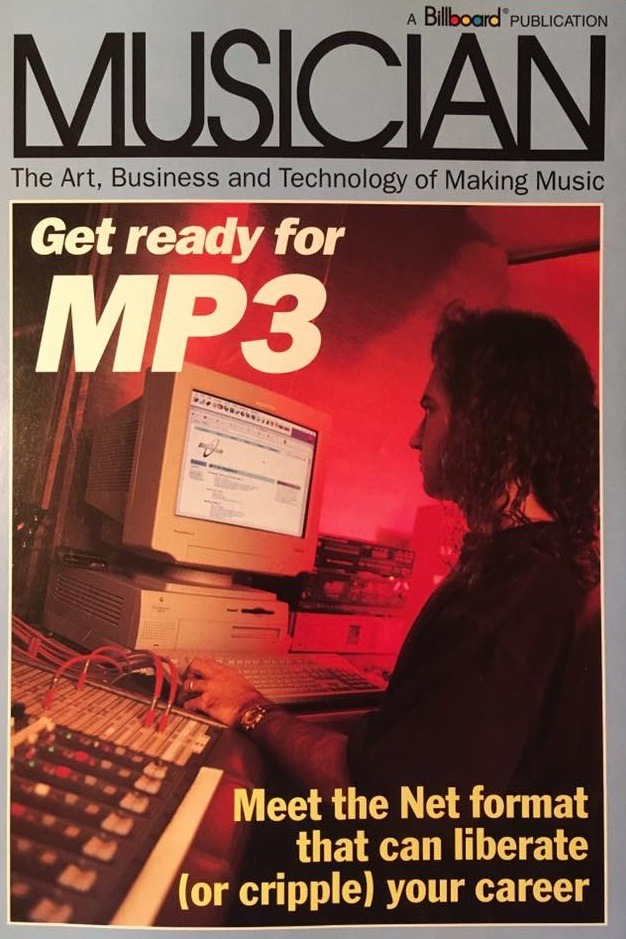 A Billboard® PUBLICATION
MUSICIAN
The Art, Business and Technology of Making Music
Get ready for
MP3
Meet the Net format
that can liberate
(or cripple) your career